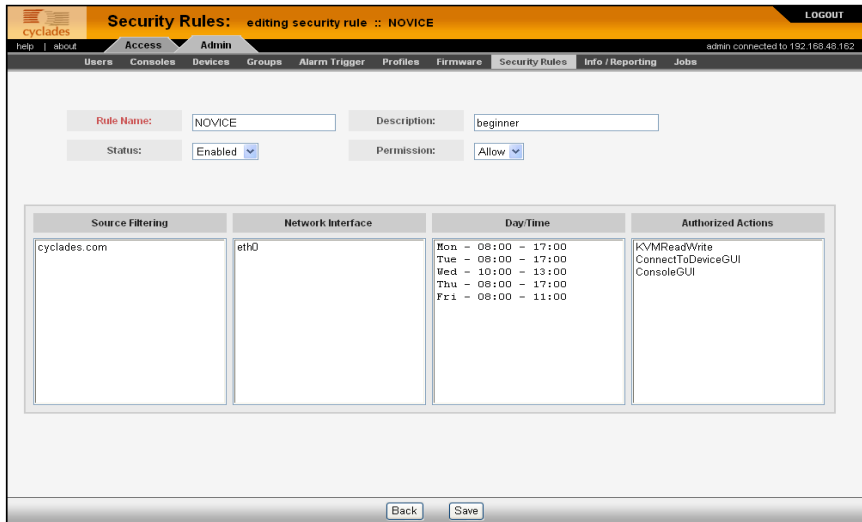 cyclades
Security Rules: editing security rule :: NOVICE
LOGOUT
help | about
Access
Admin
admin connected to 192.168.48.162
Users Consoles Devices Groups Alarm Trigger Profiles Firmware Security Rules Info / Reporting Jobs
Rule Name: NOVICE Description: beginner
Status: Enabled Permission: Allow
Source Filtering Network Interface Day/Time Authorized Actions
cyclades.com eth0 Mon - 08:00 - 17:00 KVMReadWrite
Tue - 08:00 - 17:00 ConnectToDeviceGUI
Wed - 10:00 - 13:00 ConsoleGUI
Thu - 08:00 - 17:00
Fri - 08:00 - 11:00
Back Save